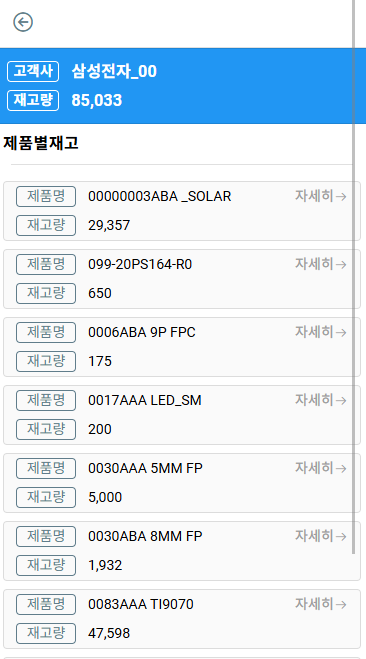 고객사 삼성전자_00
재고량 85,033
제품별재고
제품명 00000003ABA _SOLAR 자세히→
재고량 29,357
제품명 099-20PS164-R0 자세히→
재고량 650
제품명 0006ABA 9P FPC 자세히→
재고량 175
제품명 0017AAA LED_SM 자세히→
재고량 200
제품명 0030AAA 5MM FP 자세히→
재고량 5,000
제품명 0030ABA 8MM FP 자세히→
재고량 1,932
제품명 0083AAA TI9070 자세히→
재고량 47,598